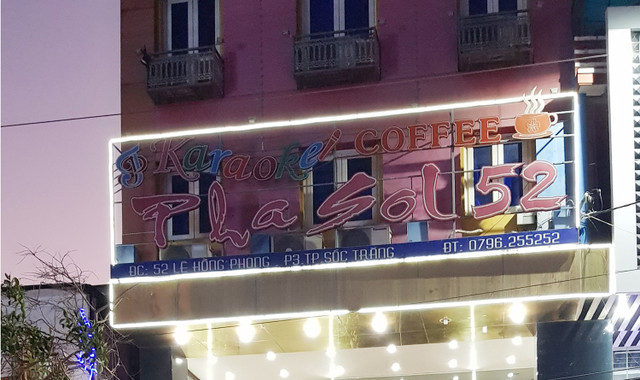 Karaoke COFFEE
Pha Sol 52
ĐC: 52 LÊ HỒNG PHONG P3,TP SÓC TRĂNG ĐT: 0796.255252